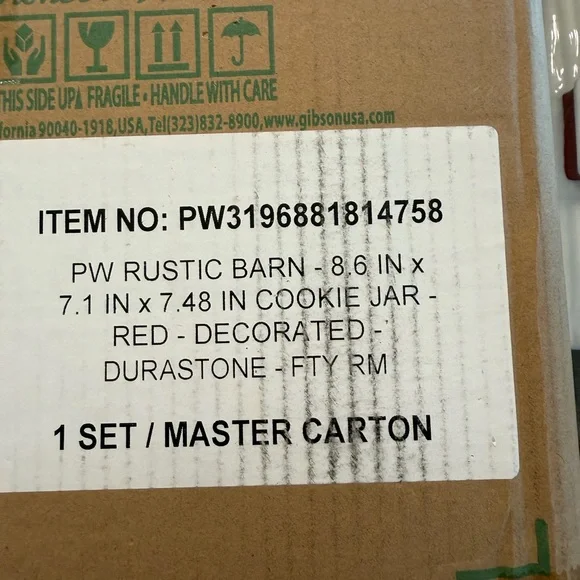 THIS SIDE UP FRAGILE • HANDLE WITH CARE
fornia 90040-1918,USA,Tel(323)832-8900,www.gibsonusa.com
ITEM NO: PW3196881814758
PW RUSTIC BARN - 8.6 IN x
7.1 IN x 7.48 IN COOKIE JAR -
RED - DECORATED -
DURASTONE - FTY RM
1 SET / MASTER CARTON